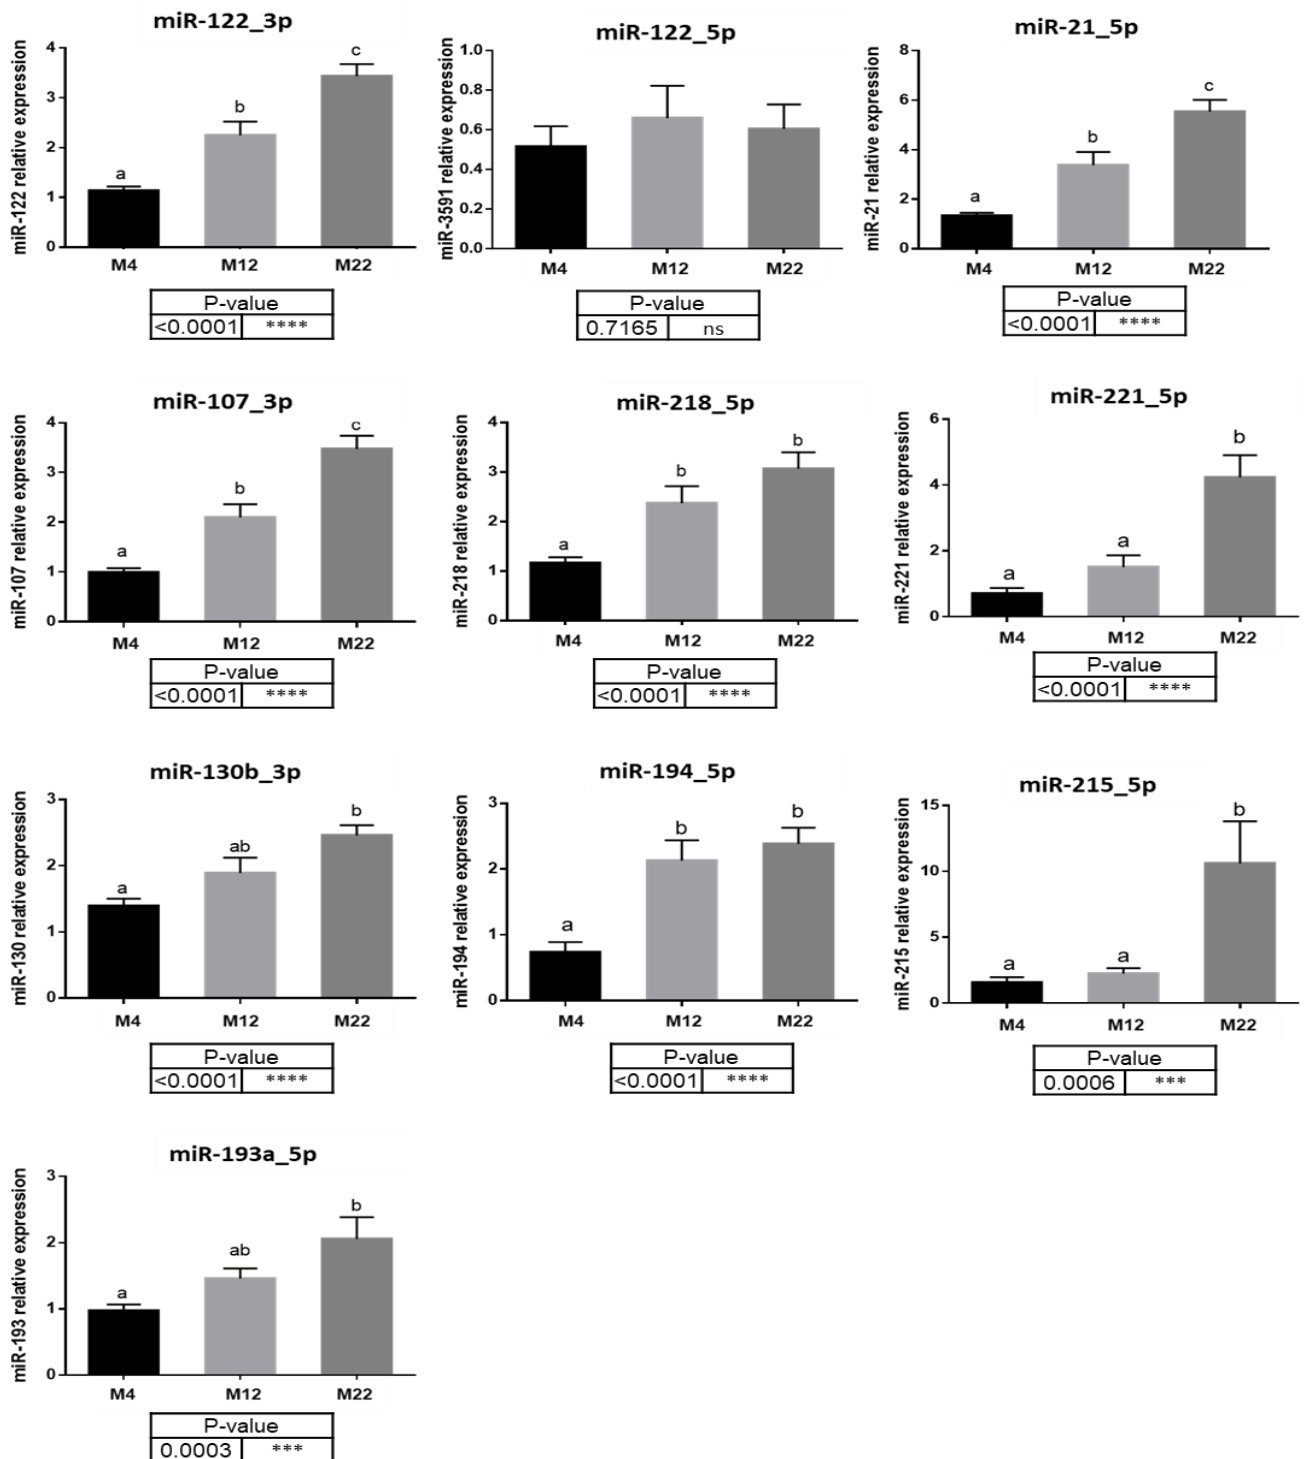 miR-122_3p
miR-122 relative expression
4
3
2
1
0
a
b
c
M4 M12 M22
P-value
<0.0001 ****
miR-122_5p
miR-3591 relative expression
1.0
0.8
0.6
0.4
0.2
0.0
M4 M12 M22
P-value
0.7165 ns
miR-21_5p
miR-21 relative expression
8
6
4
2
0
a
b
c
M4 M12 M22
P-value
<0.0001 ****
miR-107_3p
miR-107 relative expression
4
3
2
1
0
a
b
c
M4 M12 M22
P-value
<0.0001 ****
miR-218_5p
miR-218 relative expression
4
3
2
1
0
a
b
b
M4 M12 M22
P-value
<0.0001 ****
miR-221_5p
miR-221 relative expression
6
4
2
0
a
a
b
M4 M12 M22
P-value
<0.0001 ****
miR-130b_3p
miR-130 relative expression
3
2
1
0
a
ab
b
M4 M12 M22
P-value
<0.0001 ****
miR-194_5p
miR-194 relative expression
3
2
1
0
a
b
b
M4 M12 M22
P-value
<0.0001 ****
miR-215_5p
miR-215 relative expression
15
10
5
0
a
a
b
M4 M12 M22
P-value
0.0006 ***
miR-193a_5p
miR-193 relative expression
3
2
1
0
a
ab
b
M4 M12 M22
P-value
0.0003 ***